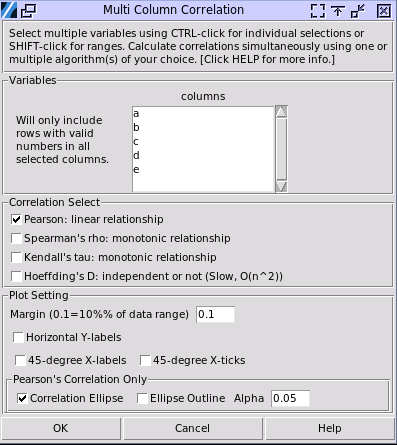 Multi Column Correlation
Select multiple variables using CTRL-click for individual selections or
SHIFT-click for ranges. Calculate correlations simultaneously using one or
multiple algorithm(s) of your choice. [Click HELP for more info.]
Variables
columns
Will only include
rows with valid
numbers in all
selected columns.
a
b
c
d
e
Correlation Select
Pearson: linear relationship
Spearman's rho: monotonic relationship
Kendall's tau: monotonic relationship
Hoeffding's D: independent or not (Slow, O(n^2))
Plot Setting
Margin (0.1=10%% of data range) 0.1
Horizontal Y-labels
45-degree X-labels 45-degree X-ticks
Pearson's Correlation Only
Correlation Ellipse Ellipse Outline Alpha 0.05
OK Cancel Help